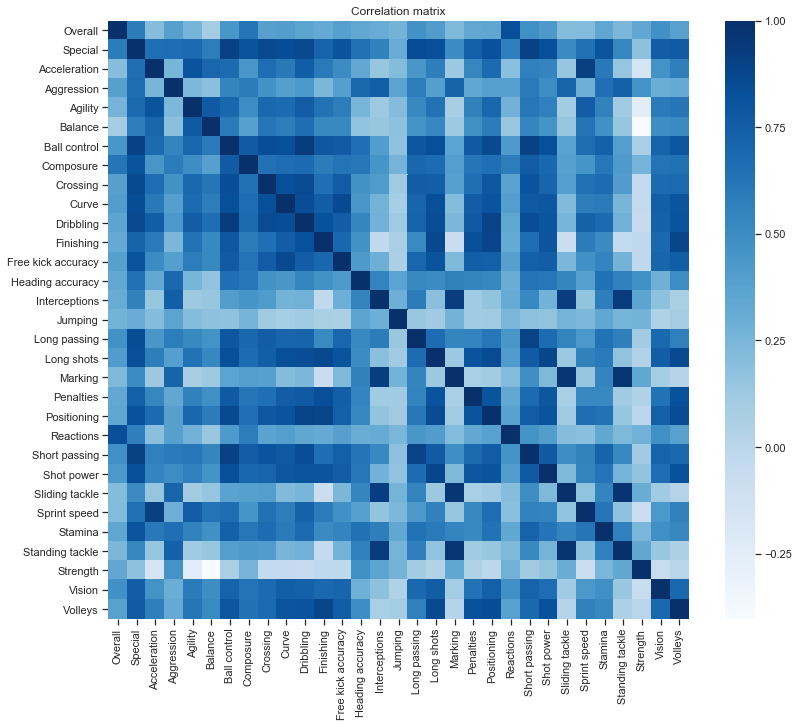 Correlation matrix
Overall
Special
Acceleration
Aggression
Agility
Balance
Ball control
Composure
Crossing
Curve
Dribbling
Finishing
Free kick accuracy
Heading accuracy
Interceptions
Jumping
Long passing
Long shots
Marking
Penalties
Positioning
Reactions
Short passing
Shot power
Sliding tackle
Sprint speed
Stamina
Standing tackle
Strength
Vision
Volleys
Overall
Special
Acceleration
Aggression
Agility
Balance
Ball control
Composure
Crossing
Curve
Dribbling
Finishing
Free kick accuracy
Heading accuracy
Interceptions
Jumping
Long passing
Long shots
Marking
Penalties
Positioning
Reactions
Short passing
Shot power
Sliding tackle
Sprint speed
Stamina
Standing tackle
Strength
Vision
Volleys
1.00
0.75
0.50
0.25
0.00
−0.25